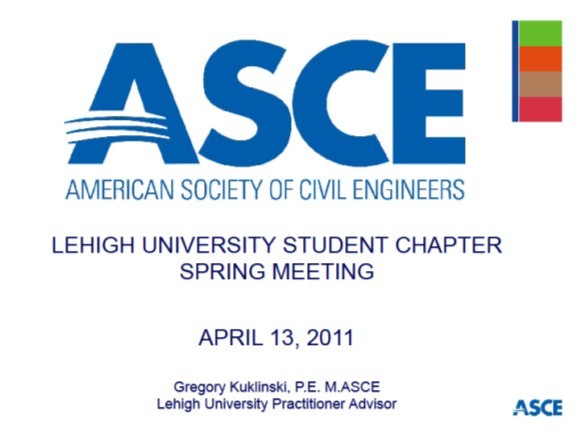 ASCE
AMERICAN SOCIETY OF CIVIL ENGINEERS
LEHIGH UNIVERSITY STUDENT CHAPTER
SPRING MEETING
APRIL 13, 2011
Gregory Kuklinski, P.E. M.ASCE
Lehigh University Practitioner Advisor
ASCE